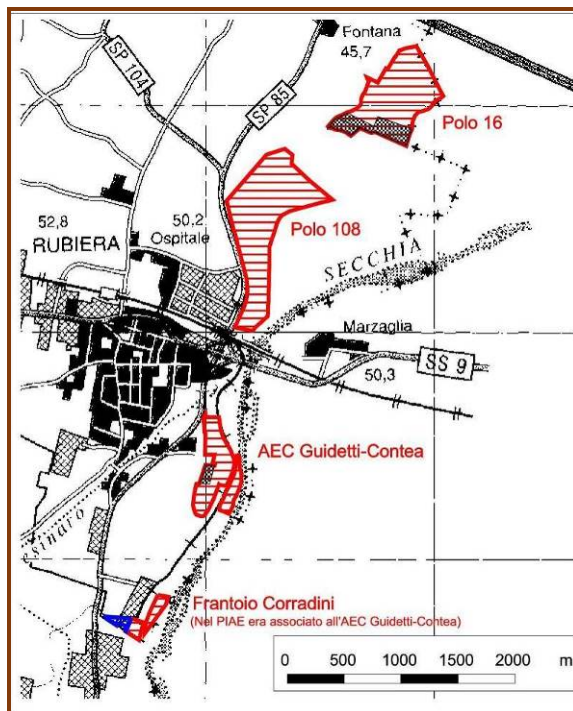 Fontana
45,7
SP 104
SP 85
Polo 16
52,8
RUBIERA
50,2
Ospitale
Polo 108
SECCHIA
Marzaglia
SS 9
50,3
AEC Guidetti-Contea
esinaro
Frantoio Corradini
(Nel PIAE era associato all'AEC Guidetti-Contea)
0 500 1000 1500 2000 m